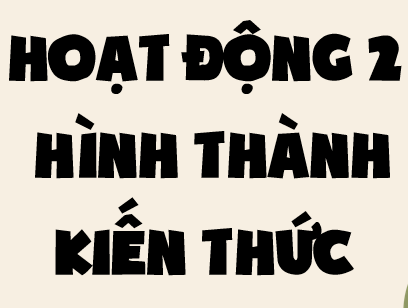 HOẠT ĐỘNG 2
HÌNH THÀNH
KIẾN THỨC